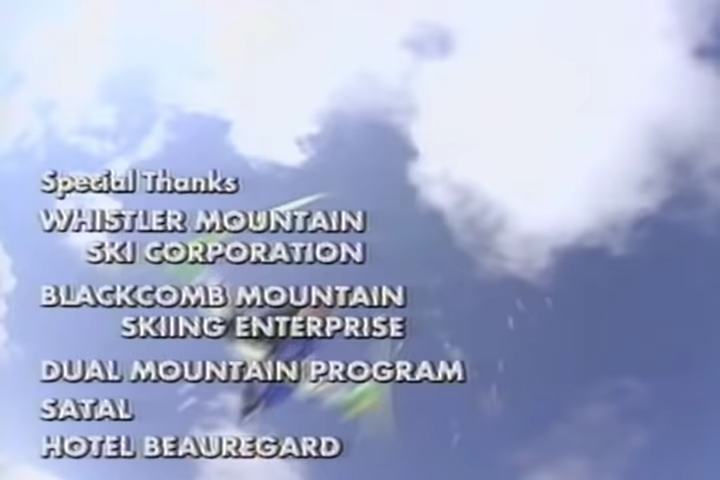 Special Thanks
WHISTLER MOUNTAIN
SKI CORPORATION
BLACKCOMB MOUNTAIN
SKIING ENTERPRISE
DUAL MOUNTAIN PROGRAM
SATAL
HOTEL BEAUREGARD